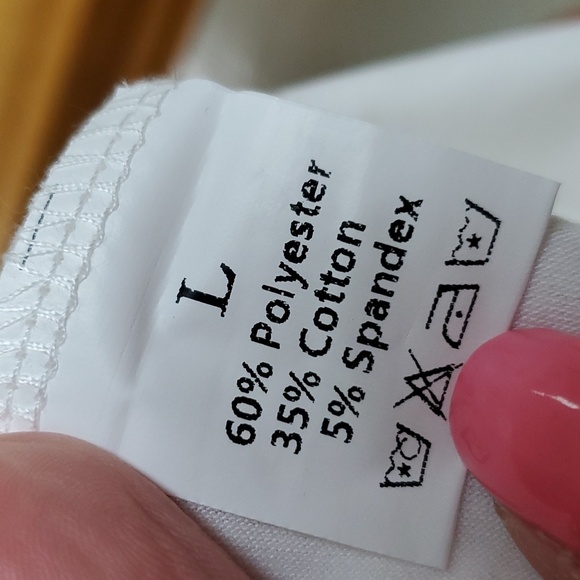 L
60% Polyester
35% Cotton
5% Spandex